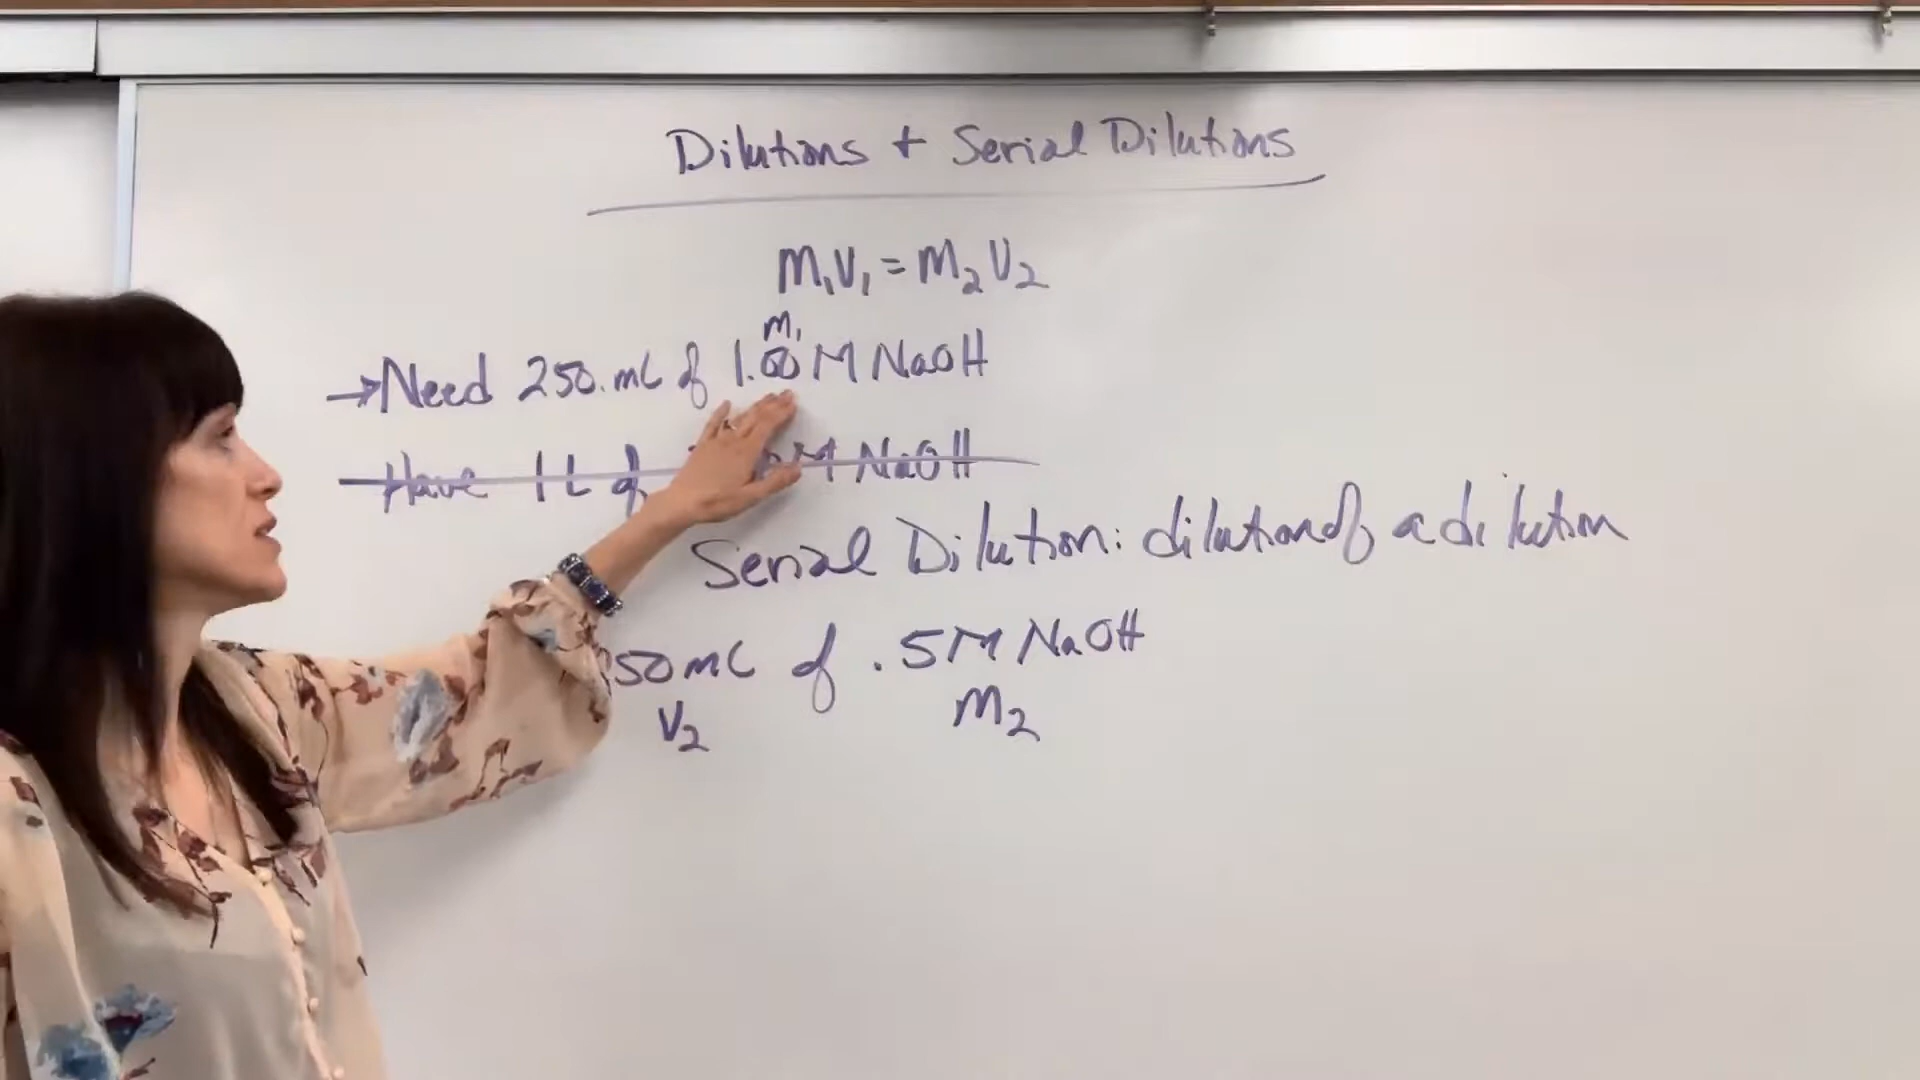 Dilutions + Serial Dilutions
M₁V₁ = M₂V₂
M₁
→Need 250. mL of 1.00 M NaOH
Have 1L of M NaOH
Serial Dilution: dilution of a dilution
50 mL of .5M NaOH
V₂ M₂